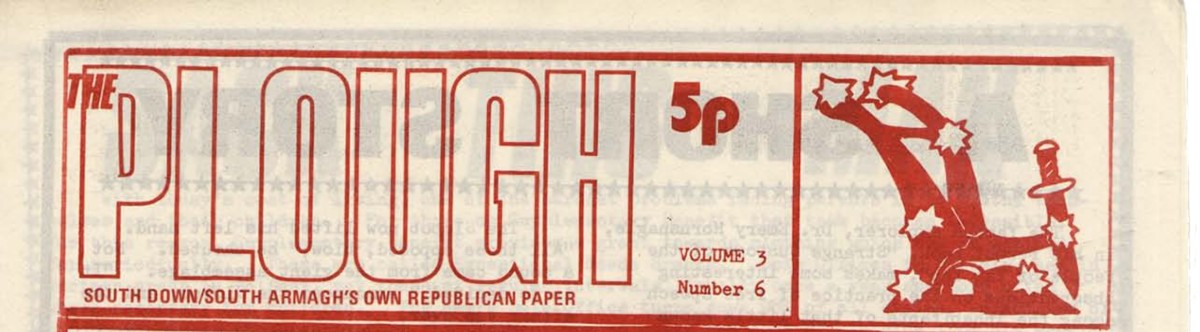 THE
PLOUGH
5p
VOLUME 3
Number 6
SOUTH DOWN/SOUTH ARMAGH'S OWN REPUBLICAN PAPER